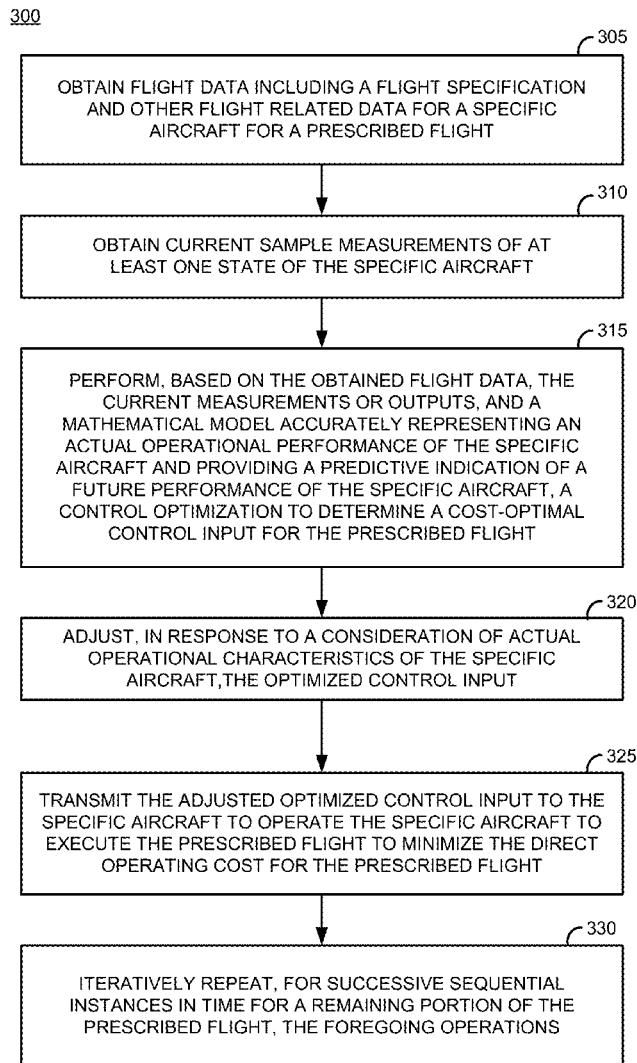 300
305
OBTAIN FLIGHT DATA INCLUDING A FLIGHT SPECIFICATION
AND OTHER FLIGHT RELATED DATA FOR A SPECIFIC
AIRCRAFT FOR A PRESCRIBED FLIGHT
310
OBTAIN CURRENT SAMPLE MEASUREMENTS OF AT
LEAST ONE STATE OF THE SPECIFIC AIRCRAFT
315
PERFORM, BASED ON THE OBTAINED FLIGHT DATA, THE
CURRENT MEASUREMENTS OR OUTPUTS, AND A
MATHEMATICAL MODEL ACCURATELY REPRESENTING AN
ACTUAL OPERATIONAL PERFORMANCE OF THE SPECIFIC
AIRCRAFT AND PROVIDING A PREDICTIVE INDICATION OF A
FUTURE PERFORMANCE OF THE SPECIFIC AIRCRAFT, A
CONTROL OPTIMIZATION TO DETERMINE A COST-OPTIMAL
CONTROL INPUT FOR THE PRESCRIBED FLIGHT
320
ADJUST, IN RESPONSE TO A CONSIDERATION OF ACTUAL
OPERATIONAL CHARACTERISTICS OF THE SPECIFIC
AIRCRAFT,THE OPTIMIZED CONTROL INPUT
325
TRANSMIT THE ADJUSTED OPTIMIZED CONTROL INPUT TO THE
SPECIFIC AIRCRAFT TO OPERATE THE SPECIFIC AIRCRAFT TO
EXECUTE THE PRESCRIBED FLIGHT TO MINIMIZE THE DIRECT
OPERATING COST FOR THE PRESCRIBED FLIGHT
330
ITERATIVELY REPEAT, FOR SUCCESSIVE SEQUENTIAL
INSTANCES IN TIME FOR A REMAINING PORTION OF THE
PRESCRIBED FLIGHT, THE FOREGOING OPERATIONS